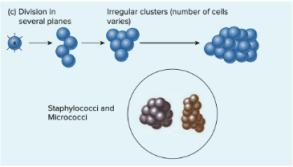 (c) Division in
several planes
Irregular clusters (number of cells
varies)
Staphylococci and
Micrococci